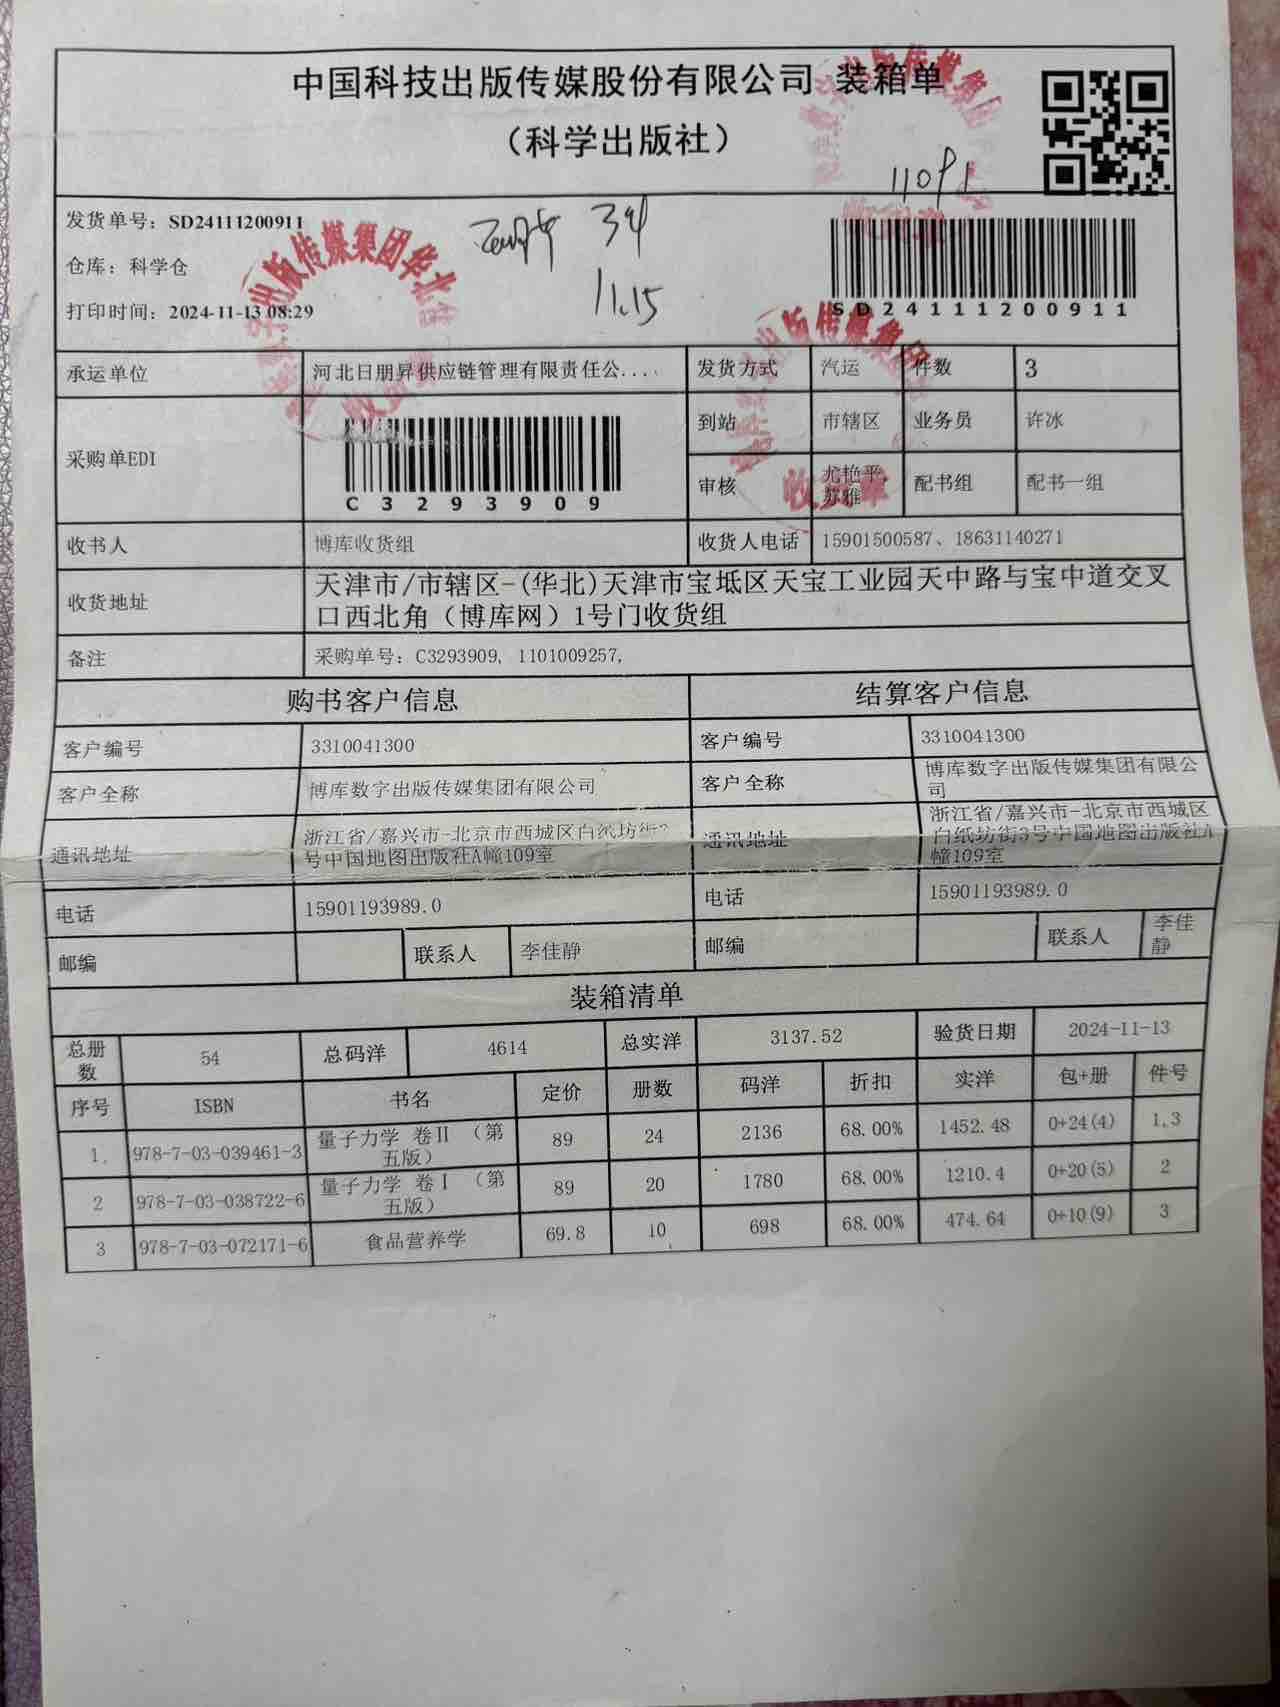 中国科技出版传媒股份有限公司 装箱单
（科学出版社）
110户1
发货单号： SD24111200911
仓库： 科学仓
打印时间： 2024-11-13 08:29
3件
11.15
SD24111200911
承运单位 河北日朋昇供应链管理有限责任公.... 发货方式 汽运 件数 3
采购单EDI C3293909 到站 市辖区 业务员 许冰
审核 尤艳平, 苏雅 配书组 配书一组
收书人 博库收货组 收货人电话 15901500587、18631140271
收货地址 天津市/市辖区-(华北)天津市宝坻区天宝工业园天中路与宝中道交叉
口西北角（博库网）1号门收货组
备注 采购单号: C3293909, 1101009257,
购书客户信息 结算客户信息
客户编号 3310041300 客户编号 3310041300
客户全称 博库数字出版传媒集团有限公司 客户全称 博库数字出版传媒集团有限公
司
通讯地址 浙江省/嘉兴市-北京市西城区白纸坊街3
号中国地图出版社A幢109室 通讯地址 浙江省/嘉兴市-北京市西城区
白纸坊街3号中国地图出版社A
幢109室
电话 15901193989.0 电话 15901193989.0
邮编 联系人 李佳静 邮编 联系人 李佳
静
装箱清单
总册数 54 总码洋 4614 总实洋 3137.52 验货日期 2024-11-13
序号 ISBN 书名 定价 册数 码洋 折扣 实洋 包+册 件号
1 978-7-03-039461-3 量子力学 卷Ⅱ （第五版） 89 24 2136 68.00% 1452.48 0+24(4) 1,3
2 978-7-03-038722-6 量子力学 卷Ⅰ （第五版） 89 20 1780 68.00% 1210.4 0+20(5) 2
3 978-7-03-072171-6 食品营养学 69.8 10 698 68.00% 474.64 0+10(9) 3